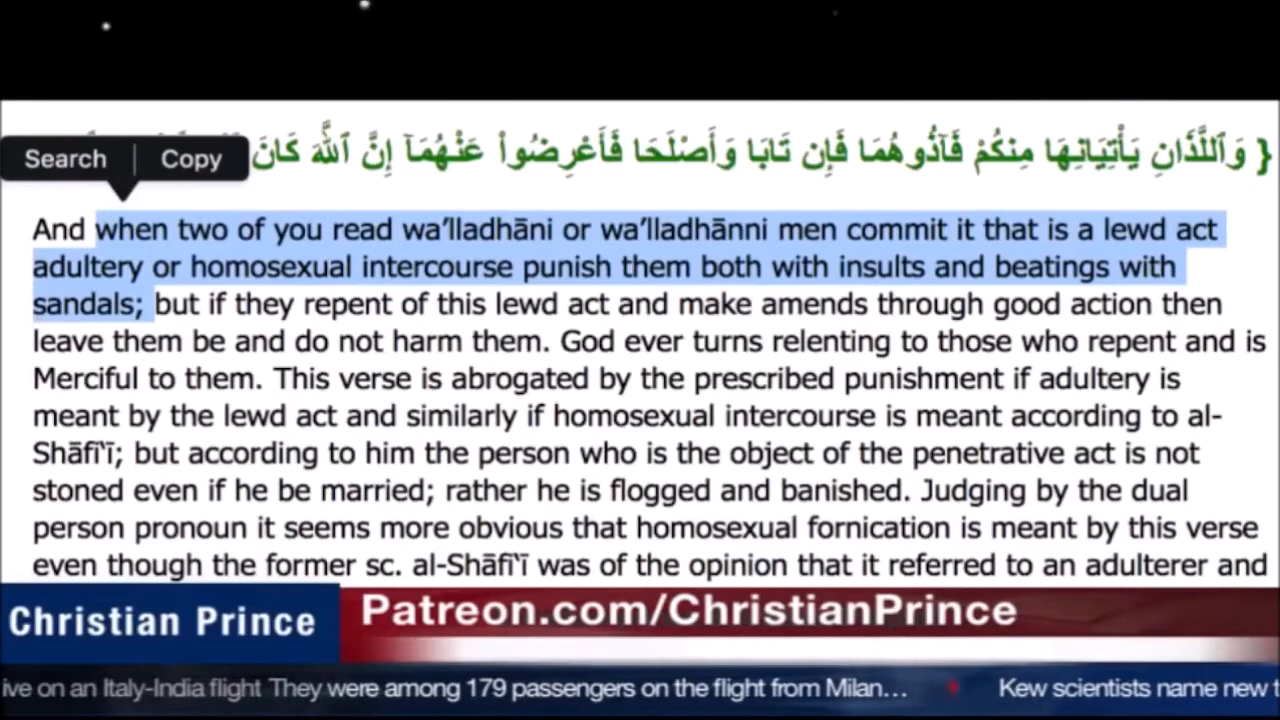 { وَٱللَّذَانِ يَأْتِيَانِهَا مِنكُمْ فَآذُوهُمَا فَإِن تَابَا وَأَصْلَحَا فَأَعْرِضُواْ عَنْهُمَآ إِنَّ ٱللَّهَ كَانَ
Search Copy
And when two of you read wa’lladhāni or wa’lladhānni men commit it that is a lewd act
adultery or homosexual intercourse punish them both with insults and beatings with
sandals; but if they repent of this lewd act and make amends through good action then
leave them be and do not harm them. God ever turns relenting to those who repent and is
Merciful to them. This verse is abrogated by the prescribed punishment if adultery is
meant by the lewd act and similarly if homosexual intercourse is meant according to al-
Shāfi‘ī; but according to him the person who is the object of the penetrative act is not
stoned even if he be married; rather he is flogged and banished. Judging by the dual
person pronoun it seems more obvious that homosexual fornication is meant by this verse
even though the former sc. al-Shāfi‘ī was of the opinion that it referred to an adulterer and
Christian Prince
Patreon.com/ChristianPrince
ive on an Italy-India flight They were among 179 passengers on the flight from Milan... Kew scientists name new t